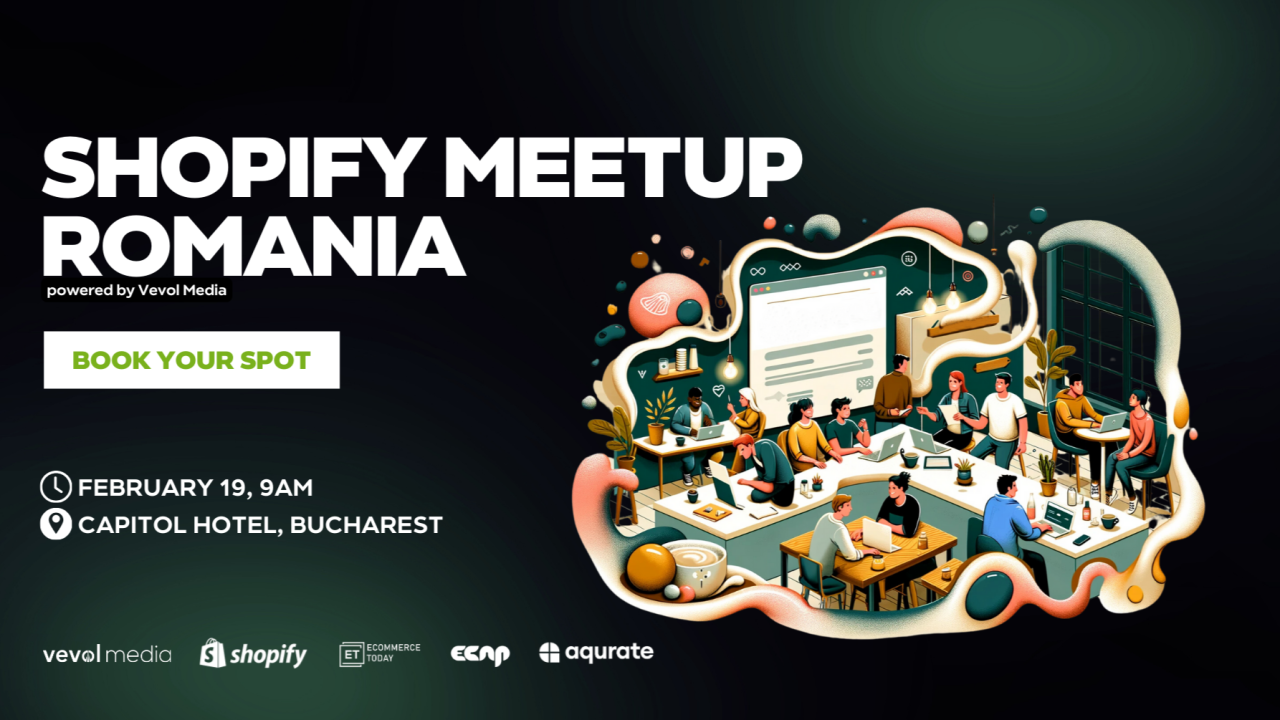 SHOPIFY MEETUP
ROMANIA
powered by Vevol Media
BOOK YOUR SPOT
FEBRUARY 19, 9AM
CAPITOL HOTEL, BUCHAREST
vevol media
shopify
ET ECOMMERCE
TODAY
ecap
aqurate